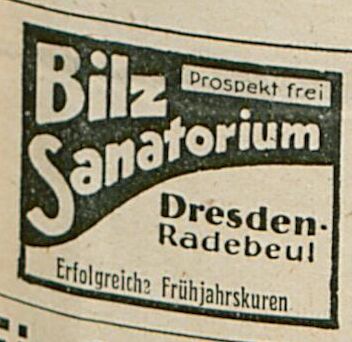 Bilz
Prospekt frei
Sanatorium
Dresden-
Radebeul
Erfolgreiche Frühjahrskuren